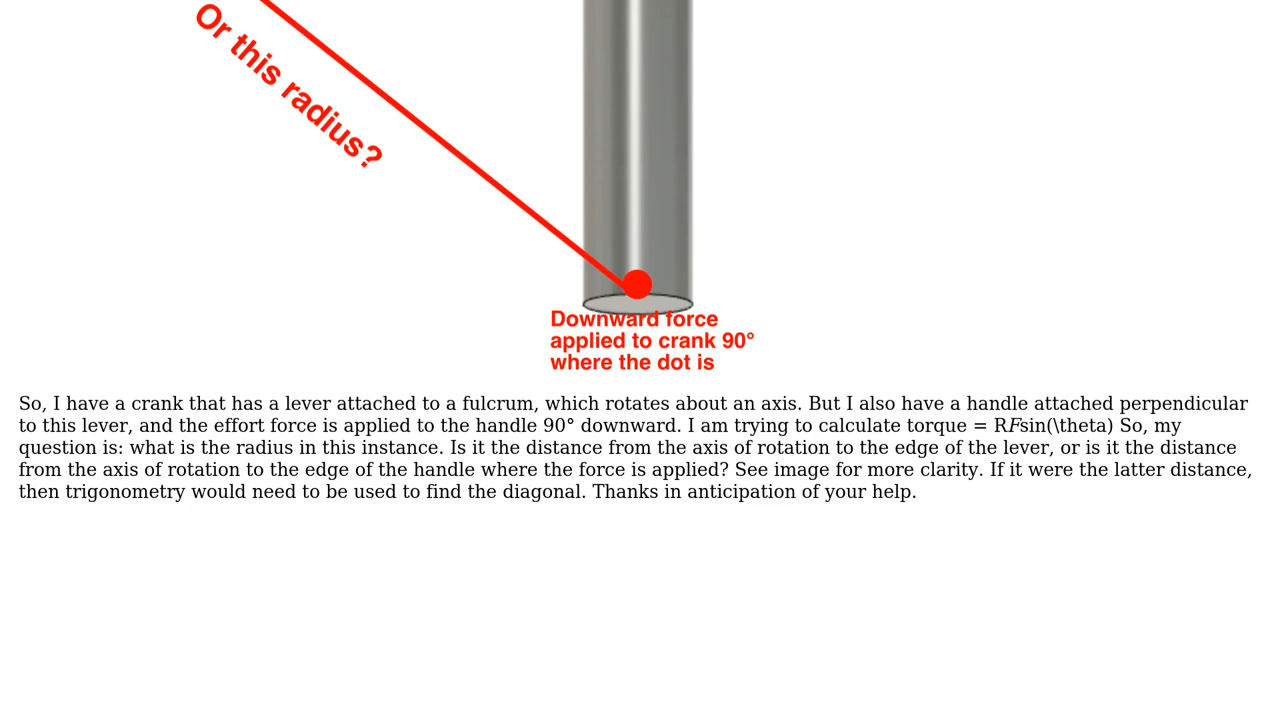 Or this radius?
Downward force
applied to crank 90°
where the dot is
So, I have a crank that has a lever attached to a fulcrum, which rotates about an axis. But I also have a handle attached perpendicular
to this lever, and the effort force is applied to the handle 90° downward. I am trying to calculate torque = RFsin(\theta) So, my
question is: what is the radius in this instance. Is it the distance from the axis of rotation to the edge of the lever, or is it the distance
from the axis of rotation to the edge of the handle where the force is applied? See image for more clarity. If it were the latter distance,
then trigonometry would need to be used to find the diagonal. Thanks in anticipation of your help.